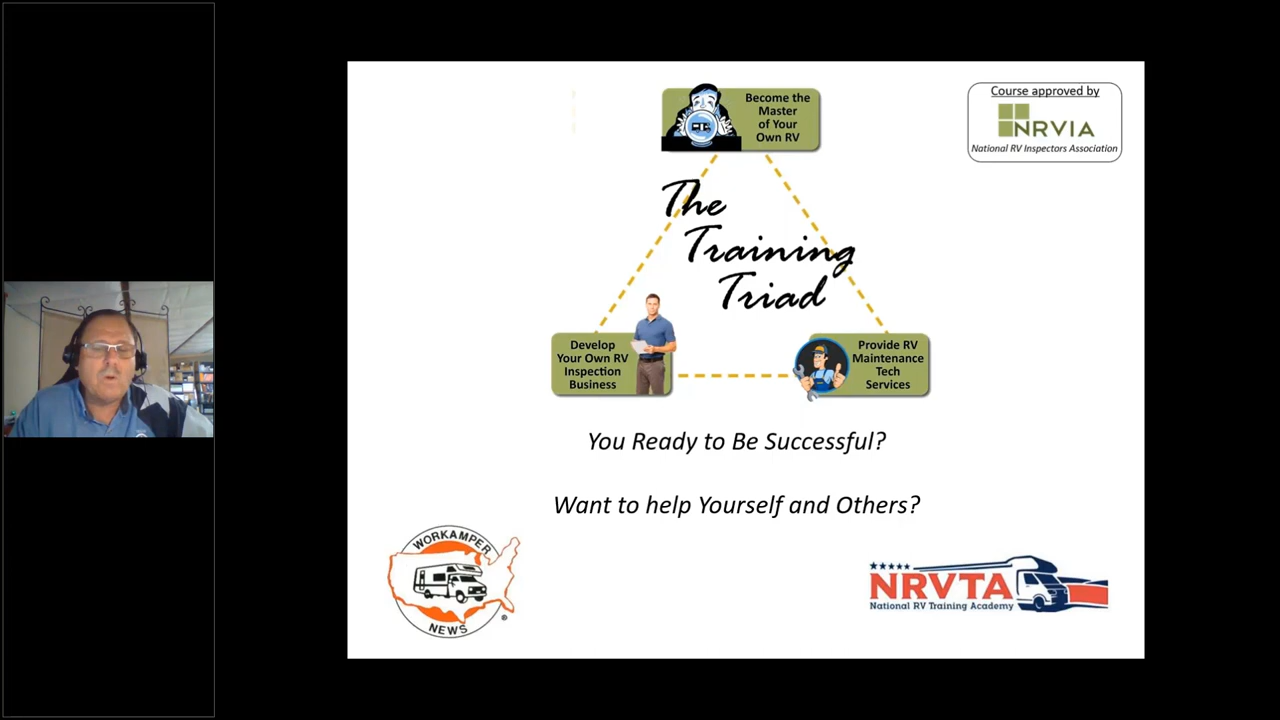 Become the
Master
of Your
Own RV
Course approved by
NRVIA
National RV Inspectors Association
The
Training
Triad
Develop
Your Own RV
Inspection
Business
Provide RV
Maintenance
Tech
Services
You Ready to Be Successful?
Want to help Yourself and Others?
WORKAMPER
NEWS
®
NRVTA
National RV Training Academy